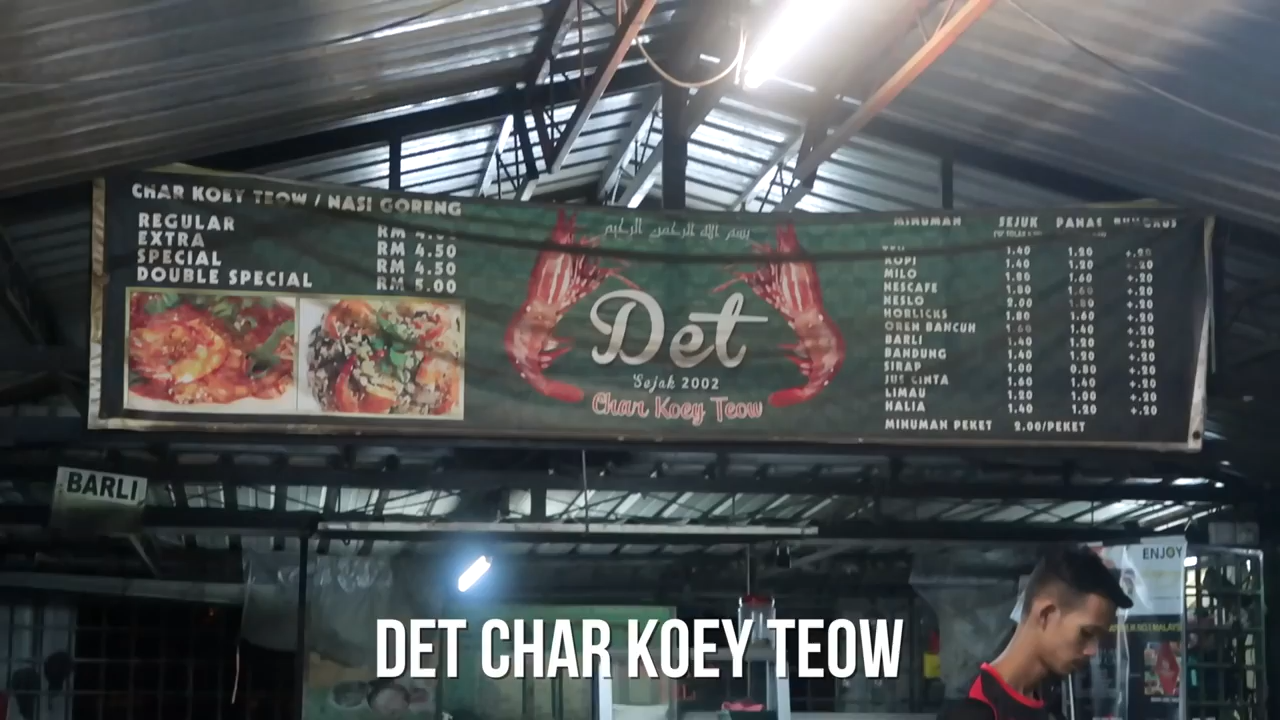 CHAR KOEY TEOW / NASI GORENG
REGULAR RM
EXTRA RM 4.50
SPECIAL RM 4.50
DOUBLE SPECIAL RM 5.00
بسم الله الرحمن الرحيم
Det
Sejak 2002
Char Koey Teow
MINUMAN SEJUK PANAS BUNGKUS
1.40 1.20 +.20
KOPI 1.60 1.60 +.20
MILO 1.80 1.60 +.20
NESCAFE 1.80 +.20
NESLO 2.00 +.20
HORLICKS 1.80 1.60 +.20
OREN BANCUH 1.60 1.40 +.20
BARLI 1.40 1.20 +.20
BANDUNG 1.40 1.20 +.20
SIRAP 1.00 0.80 +.20
JUS CINTA 1.60 1.40 +.20
LIMAU 1.20 1.00 +.20
HALIA 1.40 1.20 +.20
MINUMAN PEKET 2.00/PEKET
BARLI
ENJOY
DET CHAR KOEY TEOW